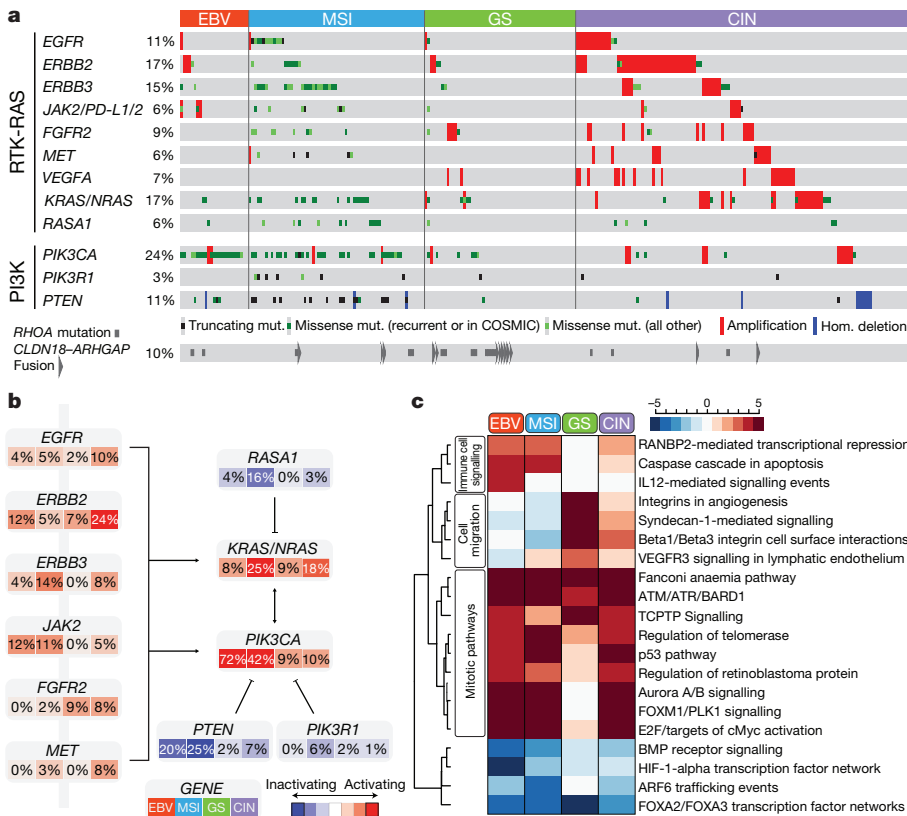 a
EBV MSI GS CIN
RTK-RAS
EGFR 11%
ERBB2 17%
ERBB3 15%
JAK2/PD-L1/2 6%
FGFR2 9%
MET 6%
VEGFA 7%
KRAS/NRAS 17%
RASA1 6%
PI3K
PIK3CA 24%
PIK3R1 3%
PTEN 11%
Truncating mut. Missense mut. (recurrent or in COSMIC) Missense mut. (all other) Amplification Hom. deletion
RHOA mutation
CLDN18–ARHGAP 10%
Fusion
b
EGFR
4% 5% 2% 10%
ERBB2
12% 5% 7% 24%
ERBB3
4% 14% 0% 8%
JAK2
12% 11% 0% 5%
FGFR2
0% 2% 9% 8%
MET
0% 3% 0% 8%
RASA1
4% 16% 0% 3%
KRAS/NRAS
8% 25% 9% 18%
PIK3CA
72% 42% 9% 10%
PTEN
20% 25% 2% 7%
PIK3R1
0% 6% 2% 1%
GENE
EBV MSI GS CIN
Inactivating Activating
c
−5 0 5
EBV MSI GS CIN
Immune cell signalling
RANBP2-mediated transcriptional repression
Caspase cascade in apoptosis
IL12-mediated signalling events
Cell migration
Integrins in angiogenesis
Syndecan-1-mediated signalling
Beta1/Beta3 integrin cell surface interactions
VEGFR3 signalling in lymphatic endothelium
Mitotic pathways
Fanconi anaemia pathway
ATM/ATR/BARD1
TCPTP Signalling
Regulation of telomerase
p53 pathway
Regulation of retinoblastoma protein
Aurora A/B signalling
FOXM1/PLK1 signalling
E2F/targets of cMyc activation
BMP receptor signalling
HIF-1-alpha transcription factor network
ARF6 trafficking events
FOXA2/FOXA3 transcription factor networks